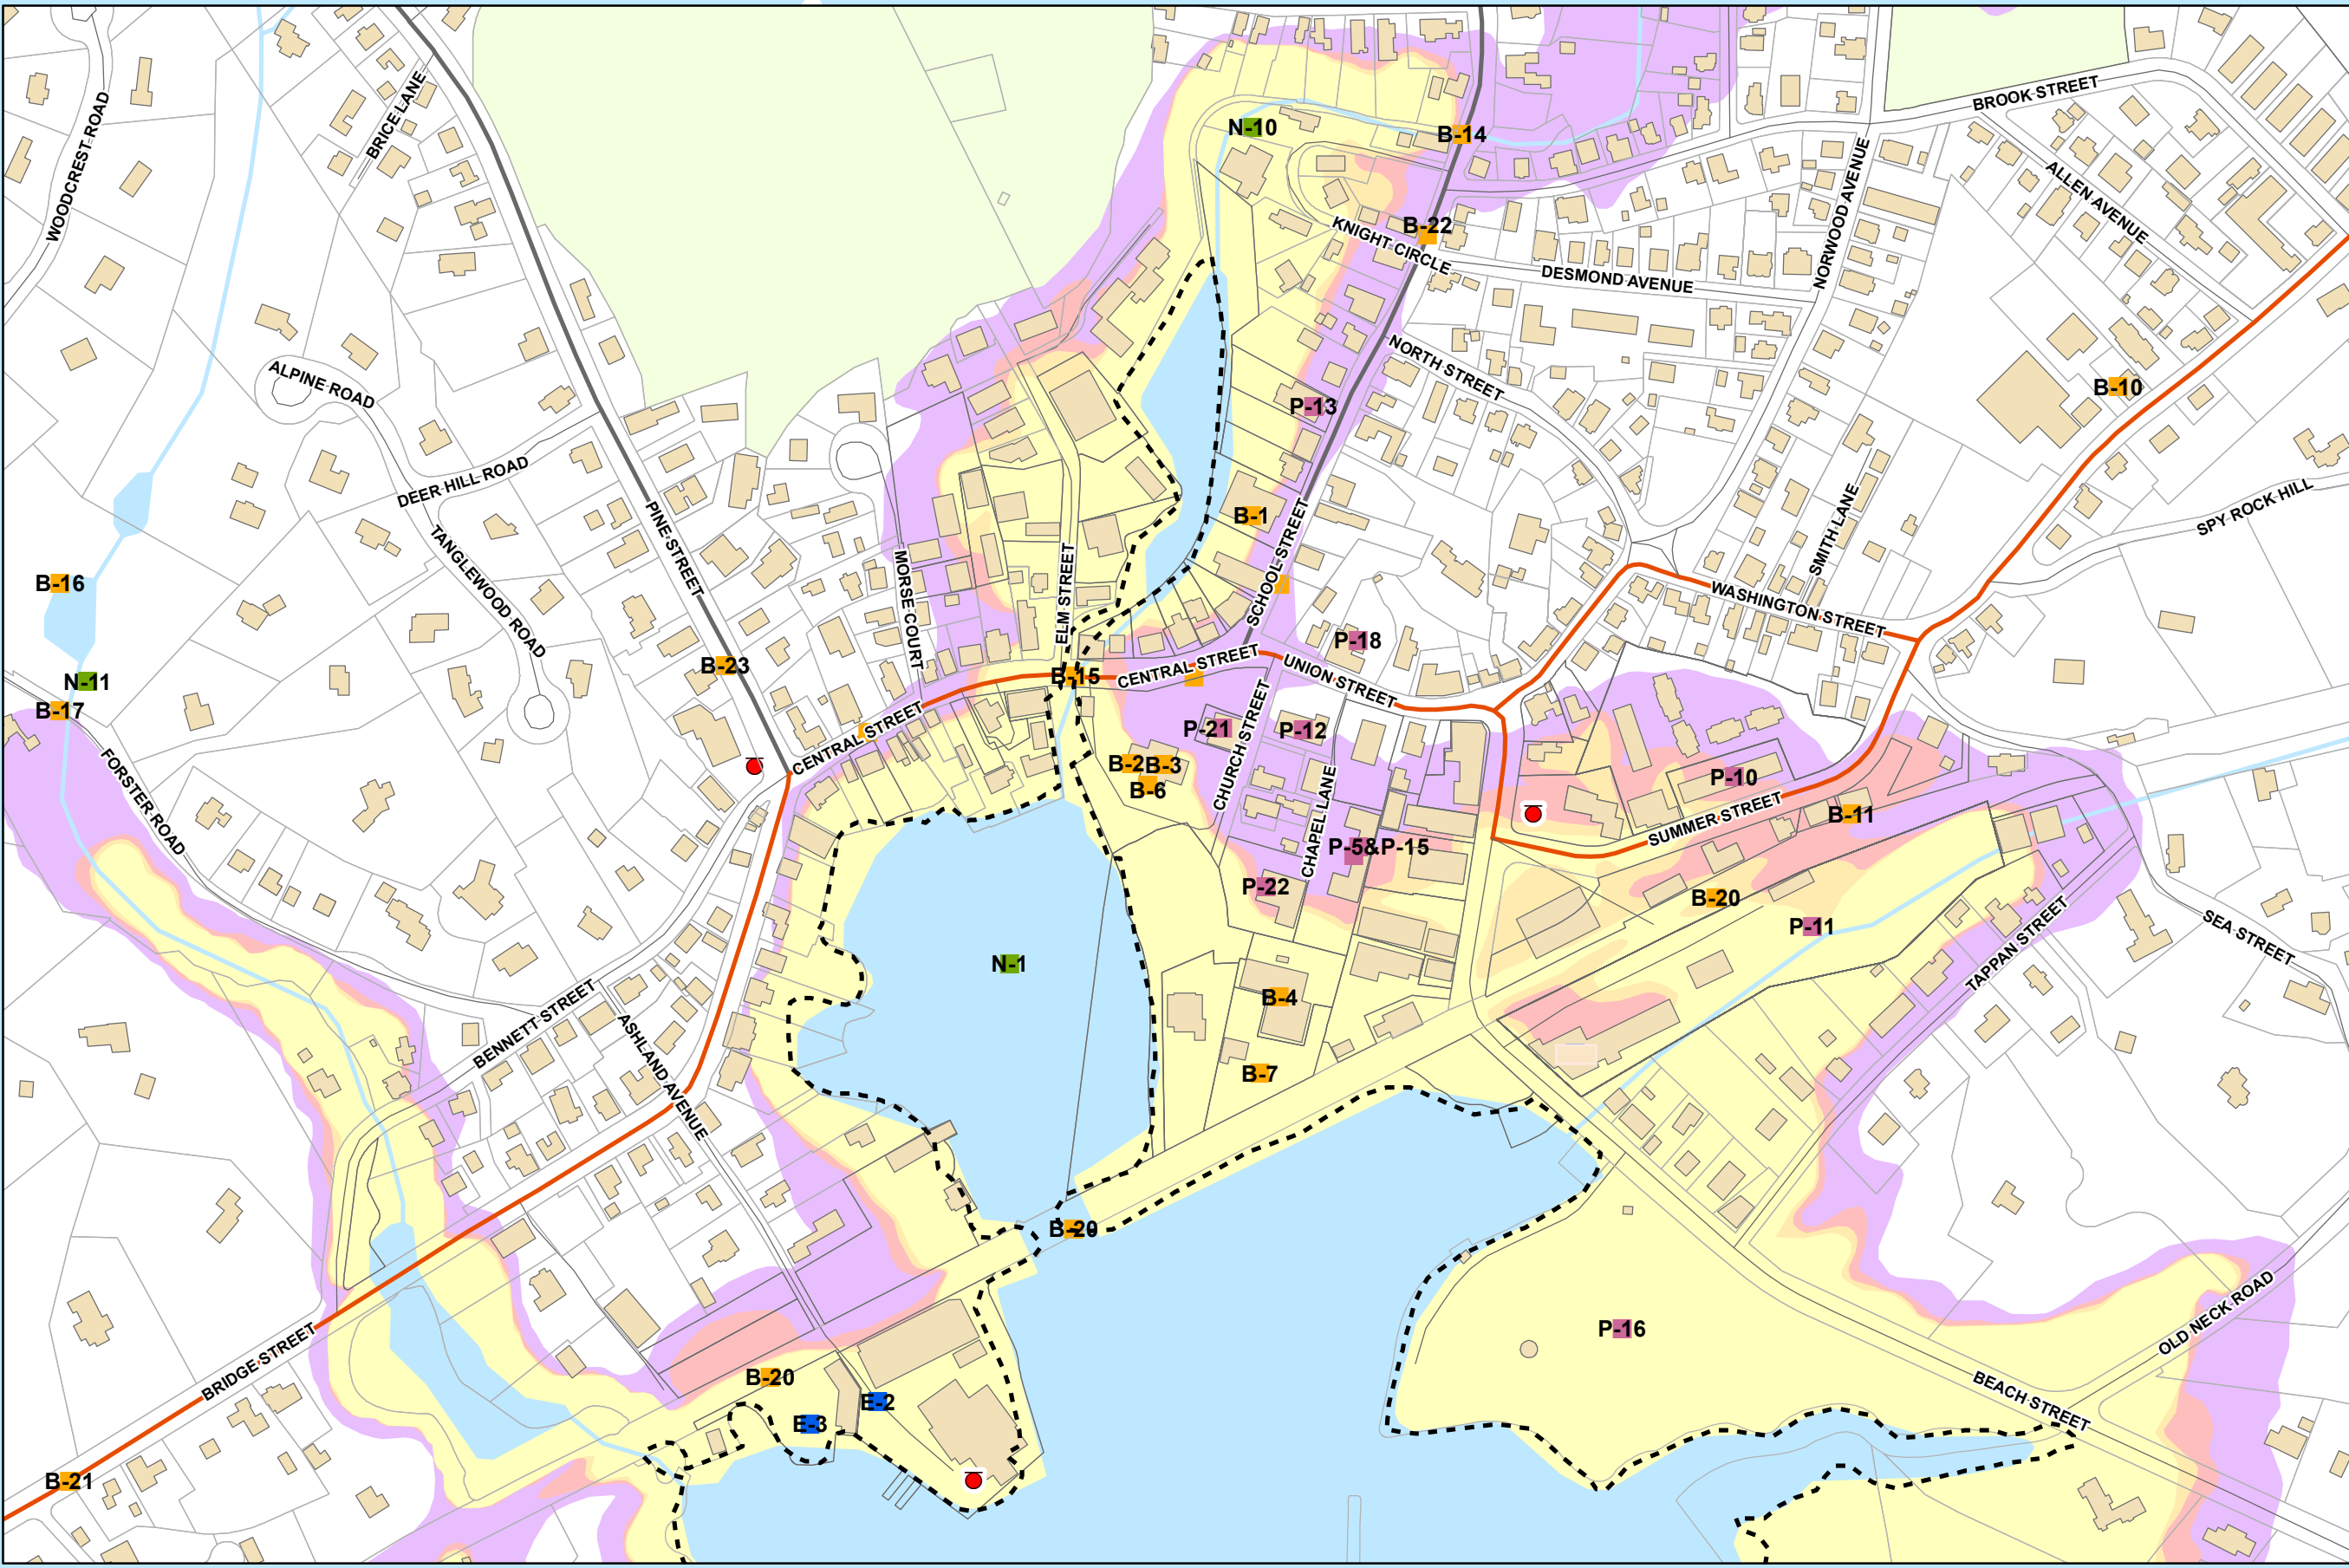 BROOK STREET
BRICE LANE
WOODCREST ROAD
N-10
B-14
ALLEN AVENUE
NORWOOD AVENUE
B-22
KNIGHT CIRCLE
DESMOND AVENUE
NORTH STREET
ALPINE ROAD
B-10
P-13
DEER HILL ROAD
SPY ROCK HILL
B-1
SMITH LANE
PINE STREET
TANGLEWOOD ROAD
SCHOOL STREET
B-16
MORSE COURT
ELM STREET
WASHINGTON STREET
P-18
B-23
B-15
CENTRAL STREET
UNION STREET
N-11
B-17
CENTRAL STREET
P-21
CHURCH STREET
P-12
B-2
B-3
B-6
P-10
FORSTER ROAD
CHAPEL LANE
SUMMER STREET
B-11
P-5&P-15
P-22
B-20
P-11
SEA STREET
TAPPAN STREET
N-1
B-4
BENNETT STREET
ASHLAND AVENUE
B-7
B-20
P-16
OLD NECK ROAD
BRIDGE STREET
B-20
E-2
E-3
BEACH STREET
B-21